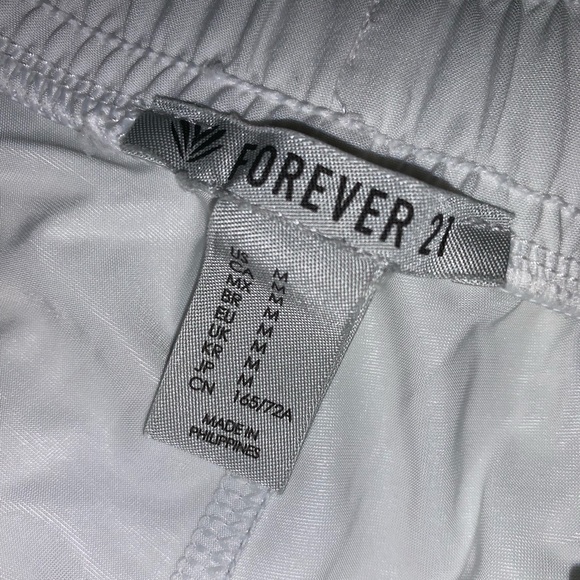 FOREVER 21
US M
CA M
MX M
BR M
EU M
UK M
KR M
JP M
CN 165/72A
MADE IN
PHILIPPINES